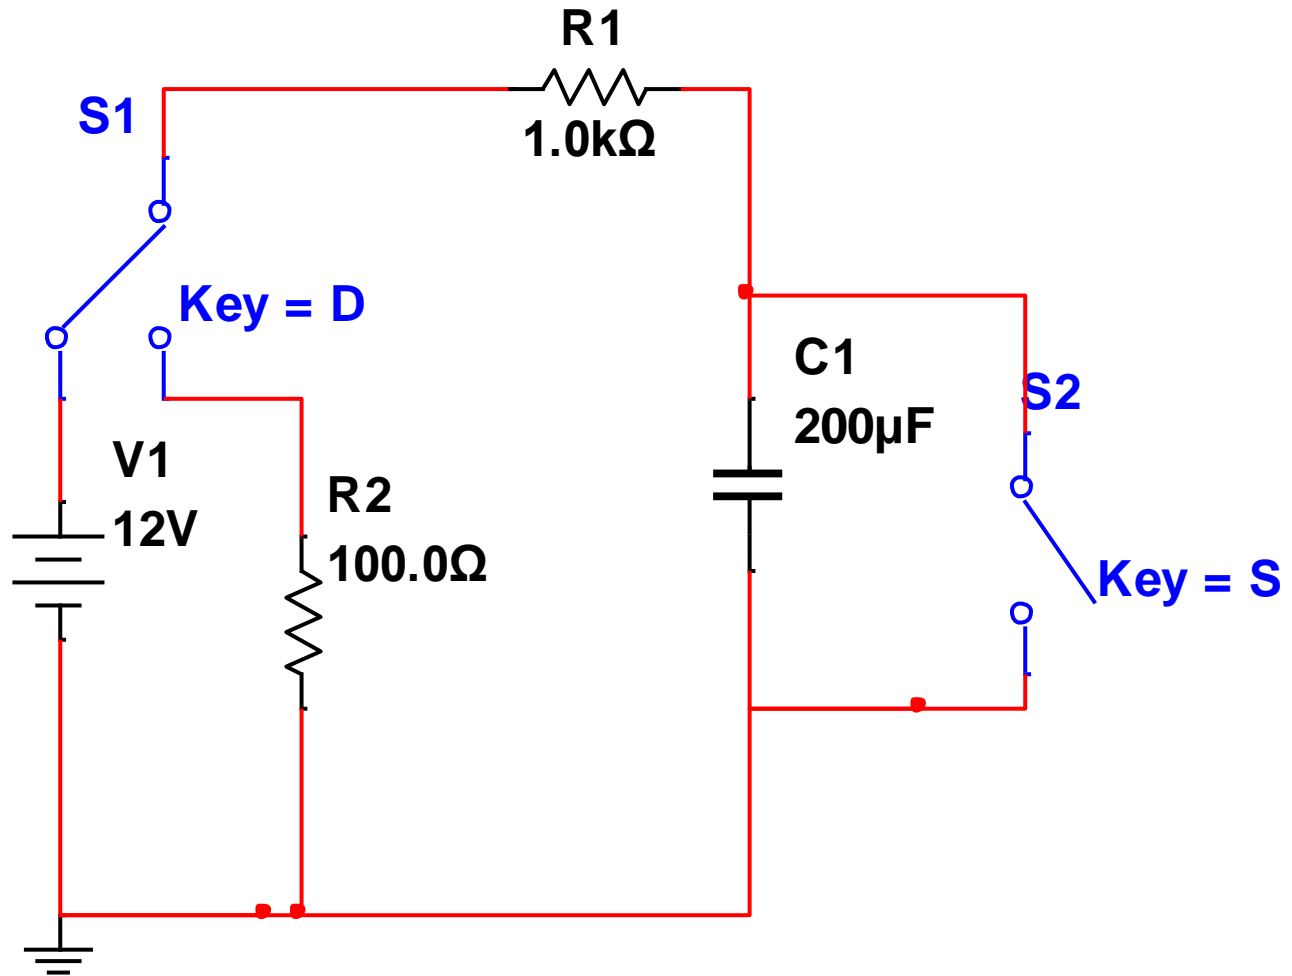 R1
1.0kΩ
S1
Key = D
C1
200µF
S2
V1
12V
R2
100.0Ω
Key = S